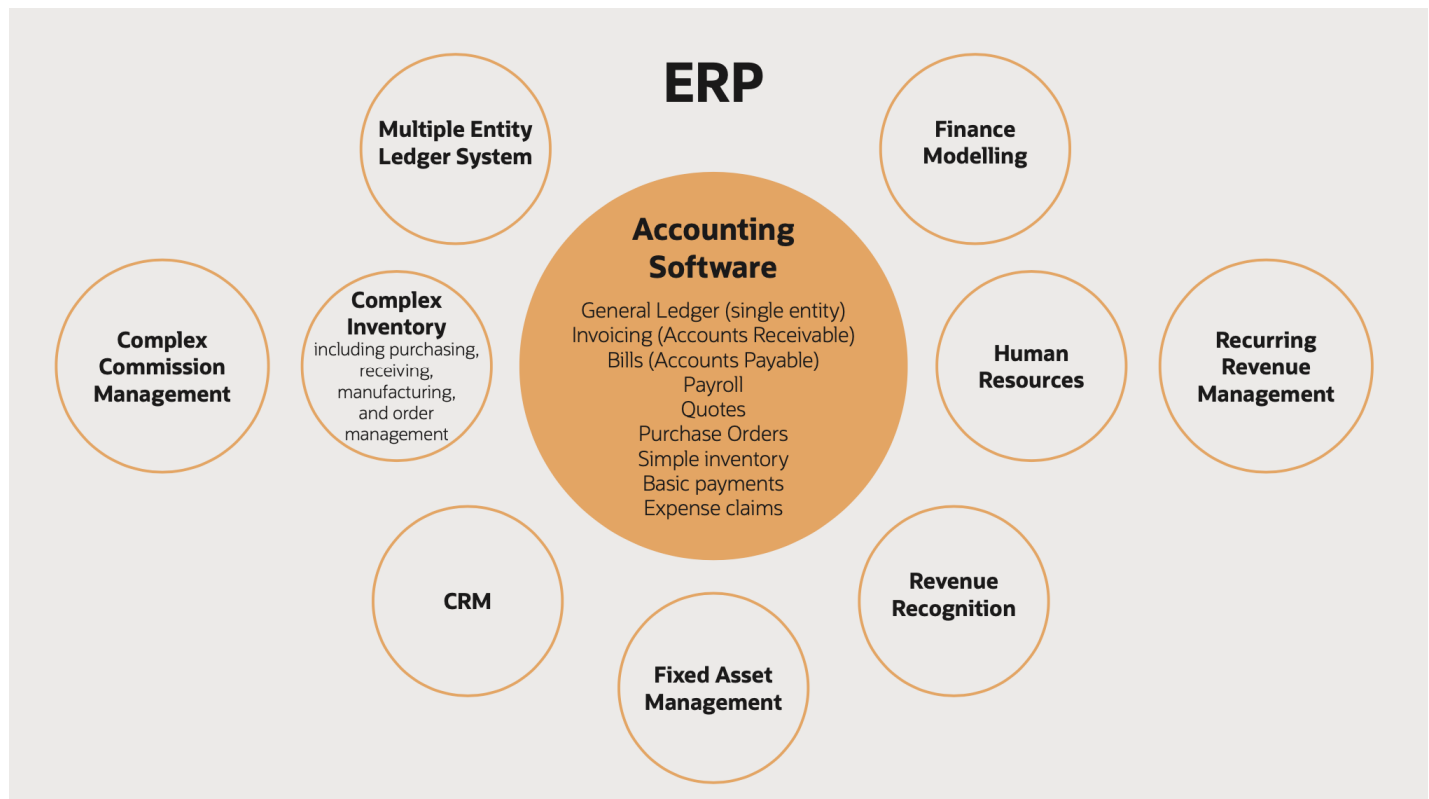 ERP
Multiple Entity
Ledger System
Finance
Modelling
Accounting
Software
General Ledger (single entity)
Invoicing (Accounts Receivable)
Bills (Accounts Payable)
Payroll
Quotes
Purchase Orders
Simple inventory
Basic payments
Expense claims
Complex
Commission
Management
Complex
Inventory
including purchasing,
receiving,
manufacturing,
and order
management
Human
Resources
Recurring
Revenue
Management
CRM
Fixed Asset
Management
Revenue
Recognition